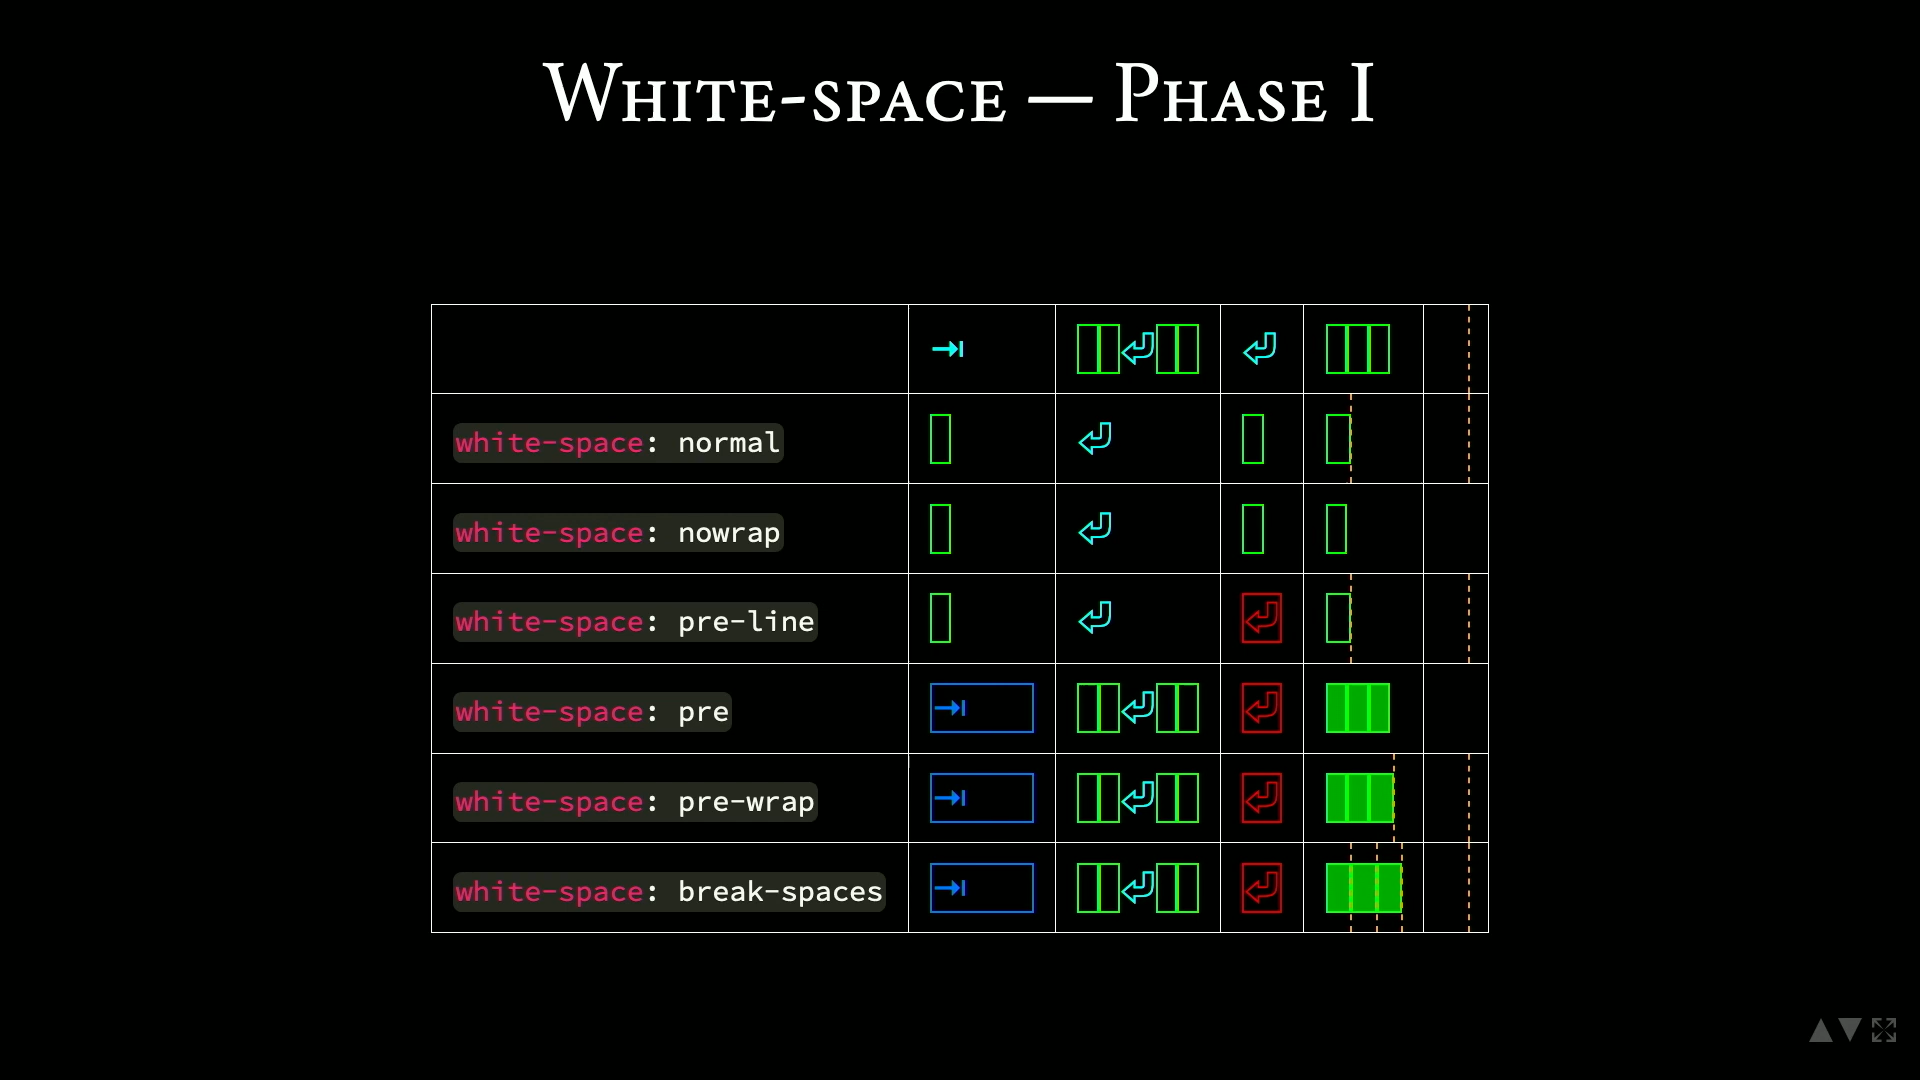 White-space — Phase I
white-space: normal
white-space: nowrap
white-space: pre-line
white-space: pre
white-space: pre-wrap
white-space: break-spaces